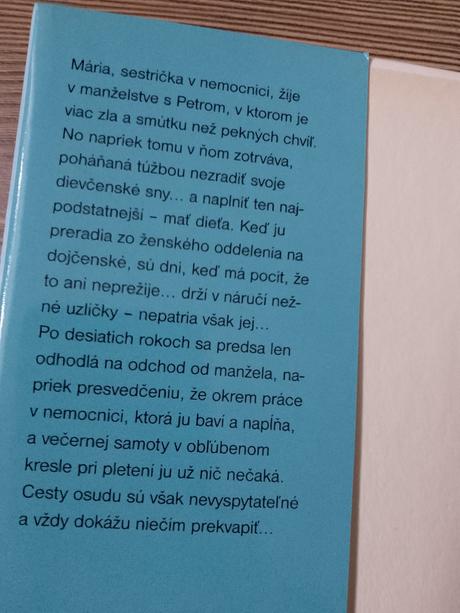 Mária, sestrička v nemocnici, žije
v manželstve s Petrom, v ktorom je
viac zla a smútku než pekných chvíľ.
No napriek tomu v ňom zotrváva,
poháňaná túžbou nezradiť svoje
dievčenské sny... a naplniť ten naj-
podstatnejší – mať dieťa. Keď ju
preradia zo ženského oddelenia na
dojčenské, sú dni, keď má pocit, že
to ani neprežije... drží v náručí než-
né uzlíčky – nepatria však jej...
Po desiatich rokoch sa predsa len
odhodlá na odchod od manžela, na-
priek presvedčeniu, že okrem práce
v nemocnici, ktorá ju baví a napĺňa,
a večernej samoty v obľúbenom
kresle pri pletení ju už nič nečaká.
Cesty osudu sú však nevyspytateľné
a vždy dokážu niečím prekvapiť...